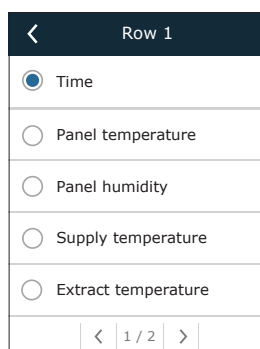 Row 1
Time
Panel temperature
Panel humidity
Supply temperature
Extract temperature
1 / 2